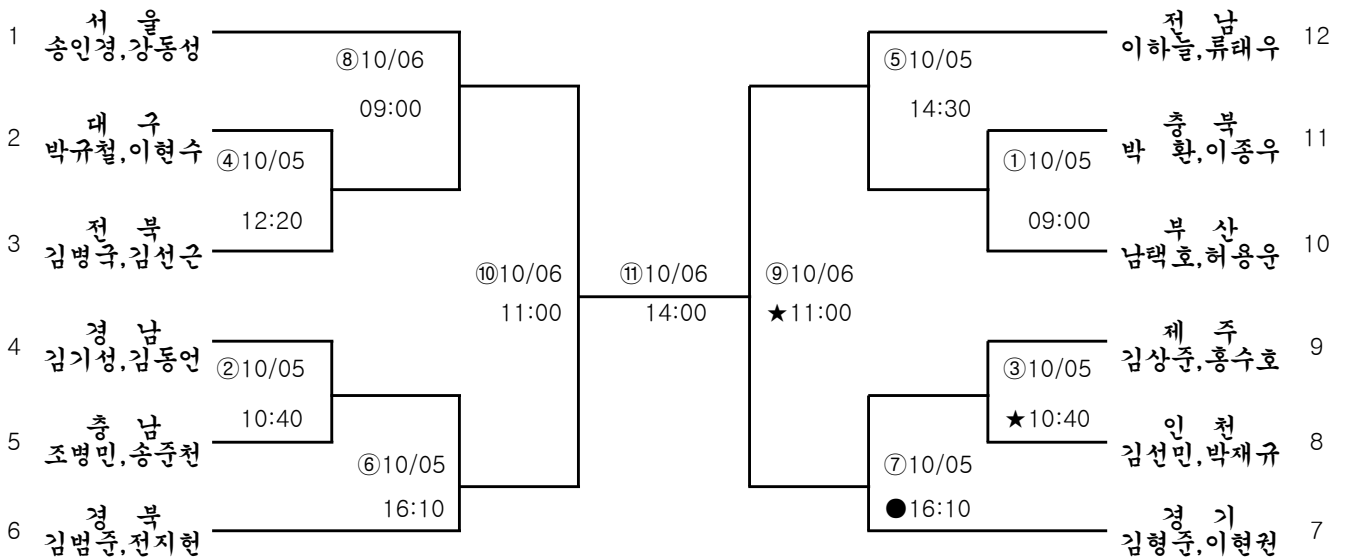 1 서 울
송인경,강동성
⑧10/06
09:00
2 대 구
박규철,이현수
④10/05
12:20
3 전 북
김병국,김선근
⑩10/06
11:00
4 경 남
김기성,김동언
②10/05
10:40
5 충 남
조병민,송준천
⑥10/05
16:10
6 경 북
김범준,전지헌
⑪10/06
14:00
전 남 12
이하늘,류태우
⑤10/05
14:30
충 북 11
박 환,이종우
①10/05
09:00
부 산 10
남택호,허용운
⑨10/06
★11:00
제 주 9
김상준,홍수호
③10/05
★10:40
인 천 8
김선민,박재규
⑦10/05
●16:10
경 기 7
김형준,이현원